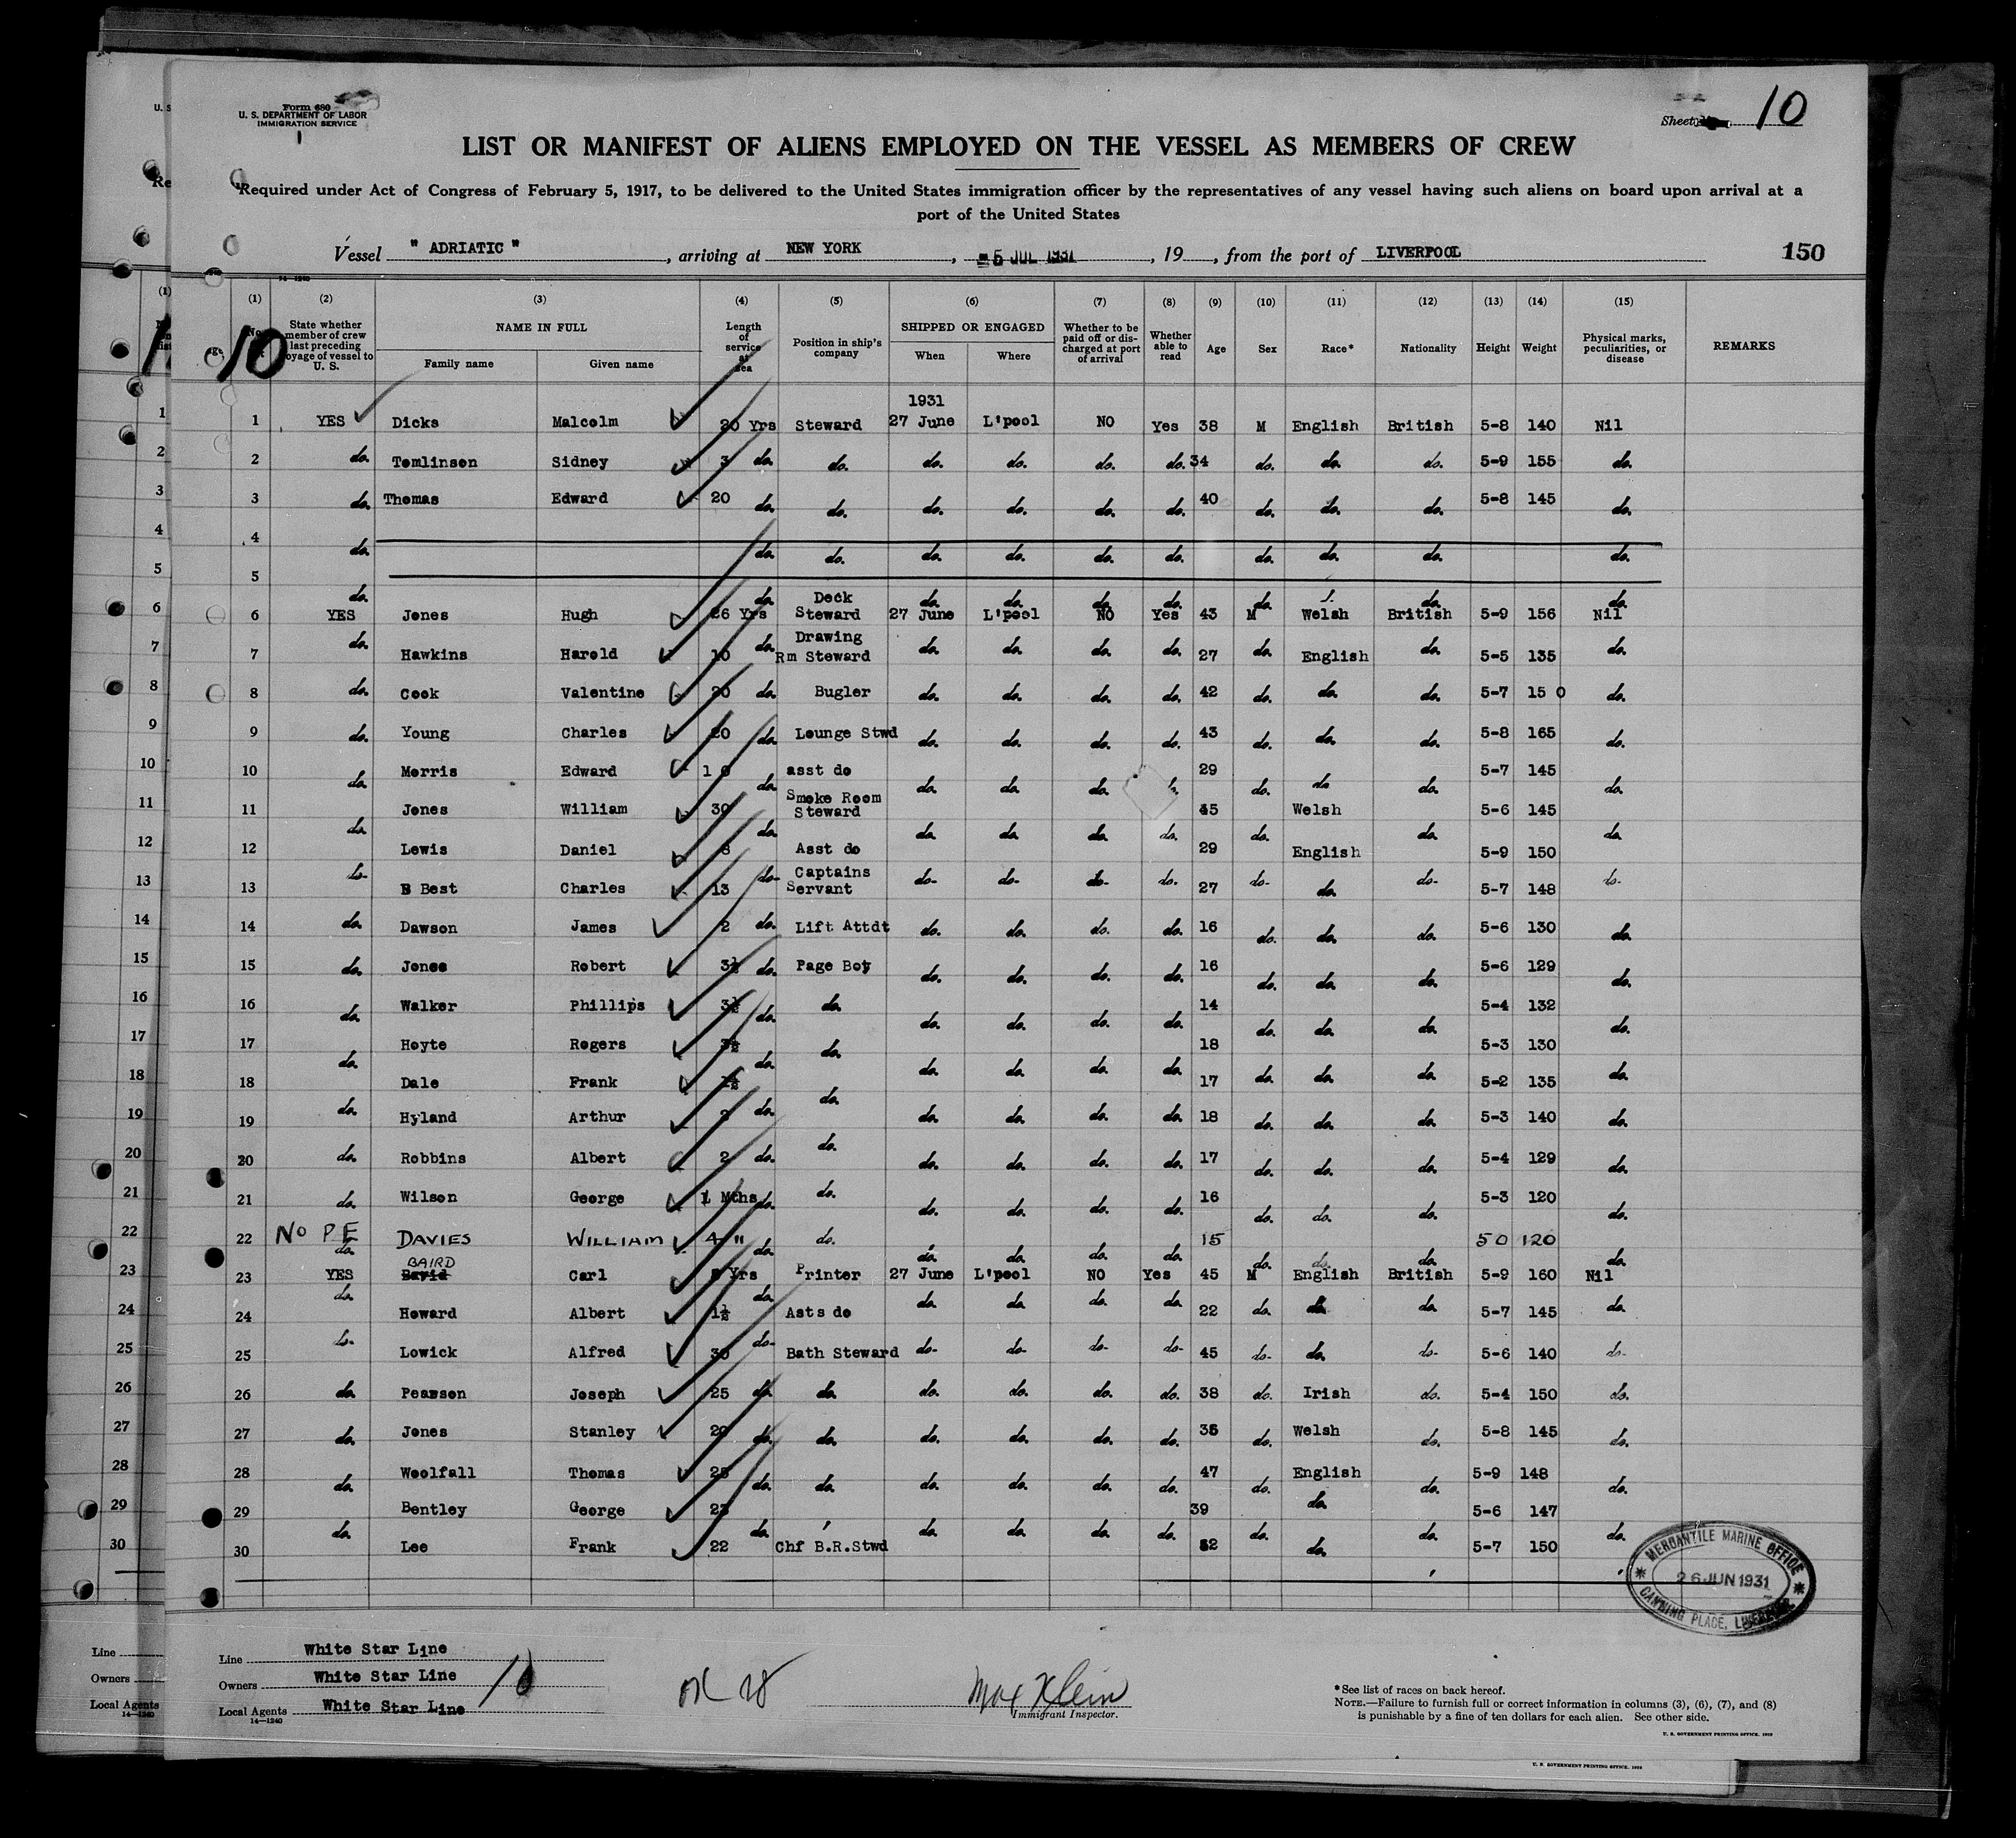 Form 680
U. S. DEPARTMENT OF LABOR
IMMIGRATION SERVICE
Sheet 10
LIST OR MANIFEST OF ALIENS EMPLOYED ON THE VESSEL AS MEMBERS OF CREW
Required under Act of Congress of February 5, 1917, to be delivered to the United States immigration officer by the representatives of any vessel having such aliens on board upon arrival at a
port of the United States
Vessel " ADRIATIC " , arriving at NEW YORK , 5 JUL 1931 , 19 , from the port of LIVERPOOL 150
(1) (2) (3) (4) (5) (6) (7) (8) (9) (10) (11) (12) (13) (14) (15)
10 State whether member of crew last preceding voyage of vessel to U. S. NAME IN FULL Family name Given name Length of service at sea Position in ship's company SHIPPED OR ENGAGED When Where Whether to be paid off or discharged at port of arrival Whether able to read Age Sex Race* Nationality Height Weight Physical marks, peculiarities, or disease REMARKS
1931
1 YES Dicks Malcolm 20 Yrs Steward 27 June L'pool NO Yes 38 M English British 5-8 140 Nil
2 do. Tomlinson Sidney 3 do. do. do. do. do. do. 34 do. do. do. 5-9 155 do.
3 do. Thomas Edward 20 do. do. do. do. do. do. 40 do. do. do. 5-8 145 do.
4 do. do. do. do. do. do. do. do. do. do. do.
5 do. do. do. do. do. do. do. do. do.
6 YES Jones Hugh 26 Yrs Deck Steward 27 June L'pool NO Yes 43 M Welsh British 5-9 156 Nil
7 do. Hawkins Harold 10 do. Drawing Rm Steward do. do. do. do. 27 do. English do. 5-5 135 do.
8 do. Cook Valentine 20 do. Bugler do. do. do. do. 42 do. do. do. 5-7 15 0 do.
9 do. Young Charles 20 do. Lounge Stwd do. do. do. do. 43 do. do. do. 5-8 165 do.
10 do. Morris Edward 1 0 do. asst do do. do. do. 29 do. do do. 5-7 145 do.
11 do. Jones William 30 do. Smoke Room Steward do. do. do. do. 45 do. Welsh do. 5-6 145 do.
12 do. Lewis Daniel 8 do. Asst do do. do. do. do. 29 do. English do. 5-9 150 do.
13 B Best Charles 13 Captains Servant 27 do. 5-7 148
14 do. Dawson James 2 do. Lift Attdt do. do. do. do. 16 do. do. do. 5-6 130 do.
15 do. Jones Robert 3½ do. Page Boy do. do. do. do. 16 do. do. do. 5-6 129 do.
16 do. Walker Phillips 3½ do. do. do. do. do. do. 14 do. do. do. 5-4 132 do.
17 do. Hoyte Rogers 3½ do. do. do. do. do. do. 18 do. do. do. 5-3 130 do.
18 do. Dale Frank 1½ do. do. do. do. do. do. 17 do. do. do. 5-2 135 do.
19 do. Hyland Arthur 2 do. do. do. do. do. do. 18 do. do. do. 5-3 140 do.
20 do. Robbins Albert 2 do. do. do. do. do. do. 17 do. do. do. 5-4 129 do.
21 do. Wilson George Mths do. do. do. do. do. 16 do. do. do. 5-3 120 do.
22 No P E DAVIES WILLIAM 4 " do. do. do. do. do. 15 do. do. do. 50 120 do.
BAIRD
23 YES David Carl Yrs Printer 27 June L'pool NO Yes 45 M English British 5-9 160 Nil
24 do. Howard Albert 1½ do. Asts do do. do. do. do. 22 do. do. do. 5-7 145 do.
25 do- Lowick Alfred 30 do- Bath Steward do- do- do- do- 45 do- do. do- 5-6 140 do-
26 do. Pearson Joseph 25 do. do. do. do. do. do. 38 do. Irish do. 5-4 150 do.
27 do. Jones Stanley 20 do. do. do. do. do. do. do. Welsh do. 5-8 145 do.
28 do. Woolfall Thomas 25 do. do. do. do. do. do. 47 do. English do. 5-9 148 do.
29 do. Bentley George 23 do. do. do. do. do. 39 do. do. do. 5-6 147 do.
30 Lee Frank 22 Chf B.R.Stwd do. 5-7 150
MERCANTILE MARINE OFFICE
26 JUN 1931
CANNING PLACE, LIVERPOOL
Line White Star Line
Owners White Star Line
Local Agents White Star Line
14—1240
10
Max Klein
Immigrant Inspector.
*See list of races on back hereof.
NOTE.—Failure to furnish full or correct information in columns (3), (6), (7), and (8)
is punishable by a fine of ten dollars for each alien. See other side.
U. S. GOVERNMENT PRINTING OFFICE. 1929
Line
Owners
Local Agents
14—1240